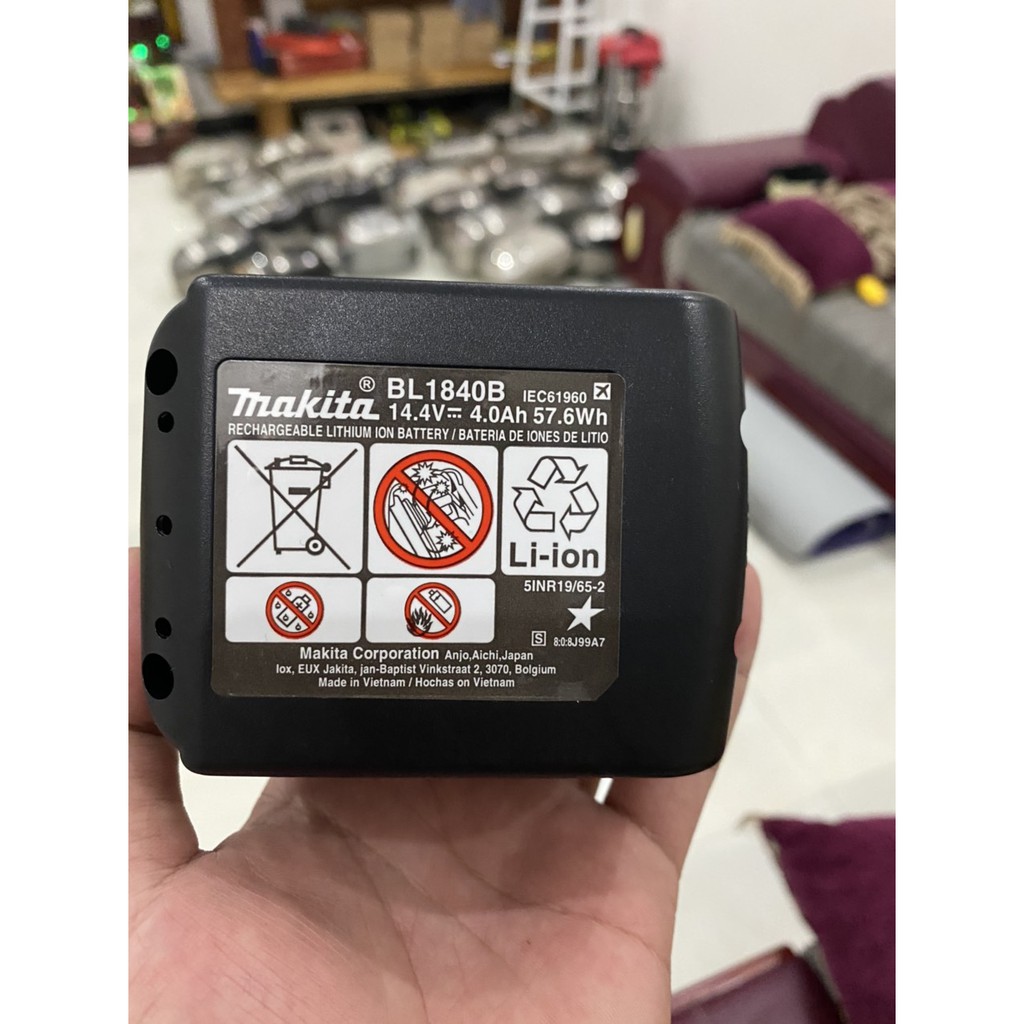 makita® BL1840B IEC61960
14.4V 4.0Ah 57.6Wh
RECHARGEABLE LITHIUM ION BATTERY / BATERIA DE IONES DE LITIO
Li-ion
5INR19/65-2
S 8:0:8J99A7
Makita Corporation Anjo,Aichi,Japan
Iox, EUX Jakita, jan-Baptist Vinkstraat 2, 3070, Bolgium
Made in Vietnam / Hochas on Vietnam